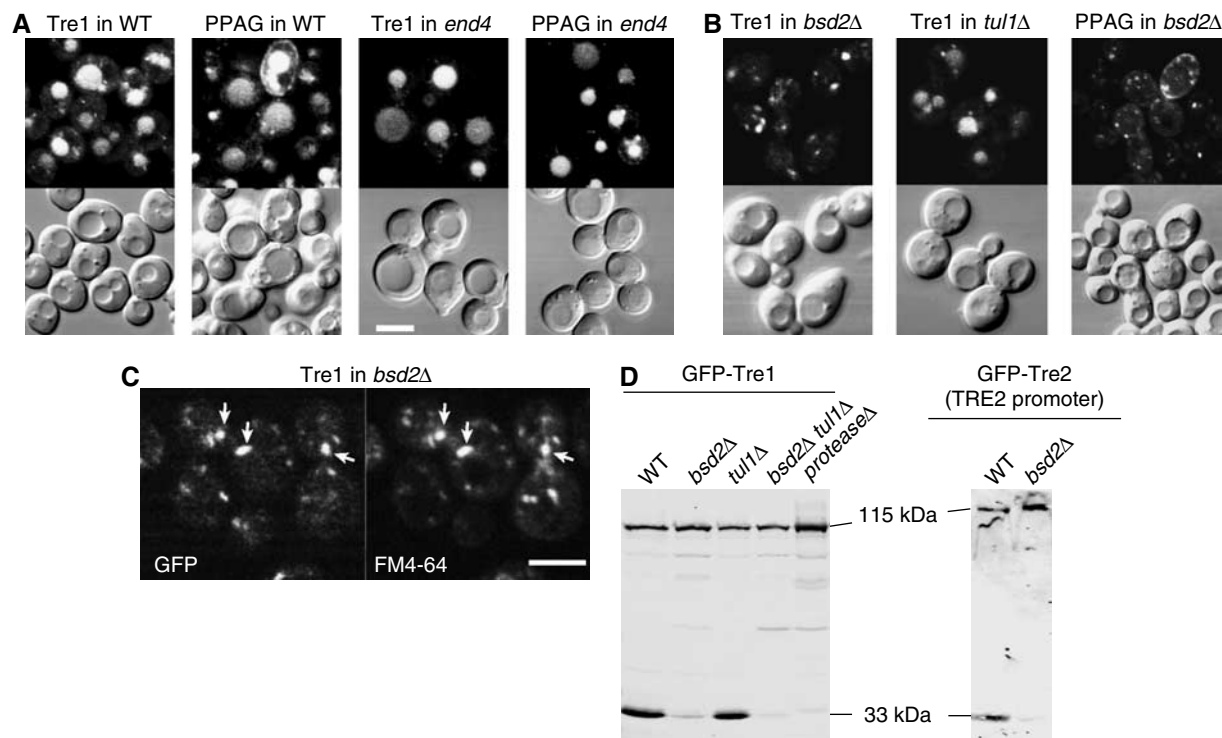 A
Tre1 in WT
PPAG in WT
Tre1 in end4
PPAG in end4
B
Tre1 in bsd2Δ
Tre1 in tul1Δ
PPAG in bsd2Δ
C
Tre1 in bsd2Δ
GFP
FM4-64
D
GFP-Tre1
WT
bsd2Δ
tul1Δ
bsd2Δ tul1Δ
proteaseΔ
GFP-Tre2
(TRE2 promoter)
WT
bsd2Δ
115 kDa
33 kDa